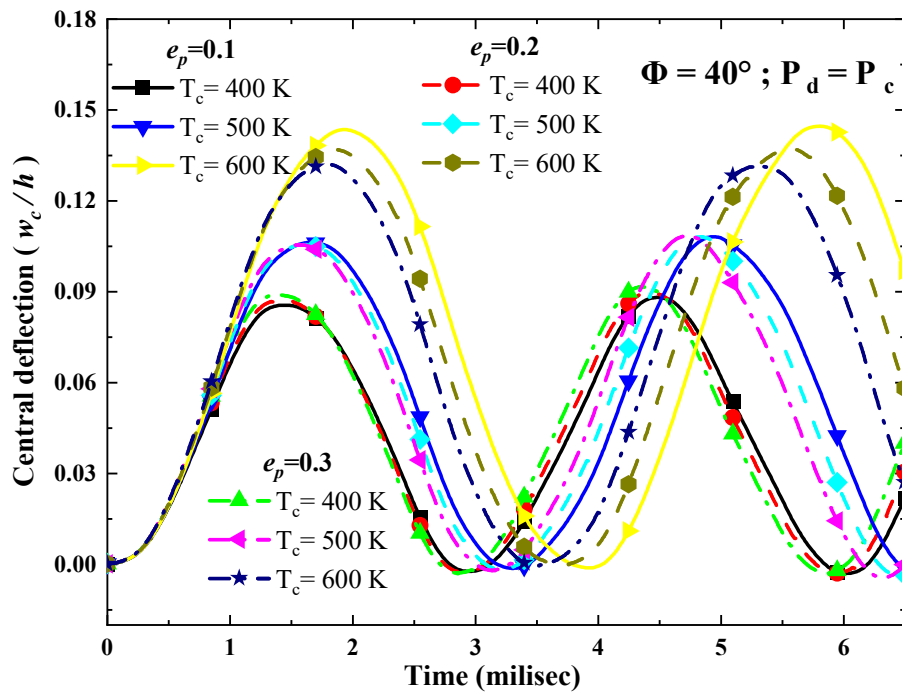 0.18
0.15
0.12
0.09
0.06
0.03
0.00
Central deflection ( w_c / h )
e_p=0.1
T_c= 400 K
T_c= 500 K
T_c= 600 K
e_p=0.2
T_c= 400 K
T_c= 500 K
T_c= 600 K
Φ = 40° ; P_d = P_c
e_p=0.3
T_c= 400 K
T_c= 500 K
T_c= 600 K
0 1 2 3 4 5 6
Time (milisec)